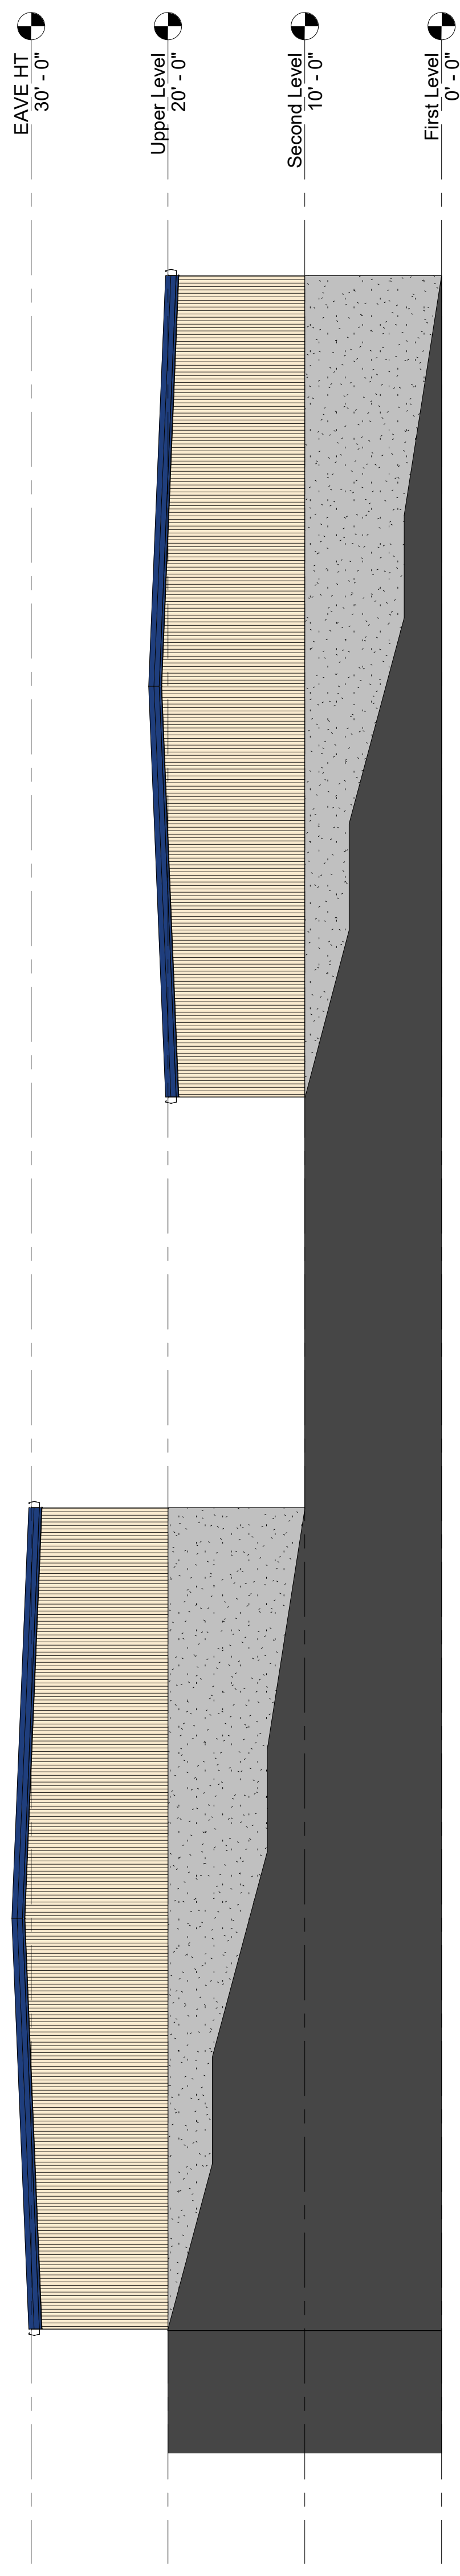 EAVE HT
30' - 0"
Upper Level
20' - 0"
Second Level
10' - 0"
First Level
0' - 0"